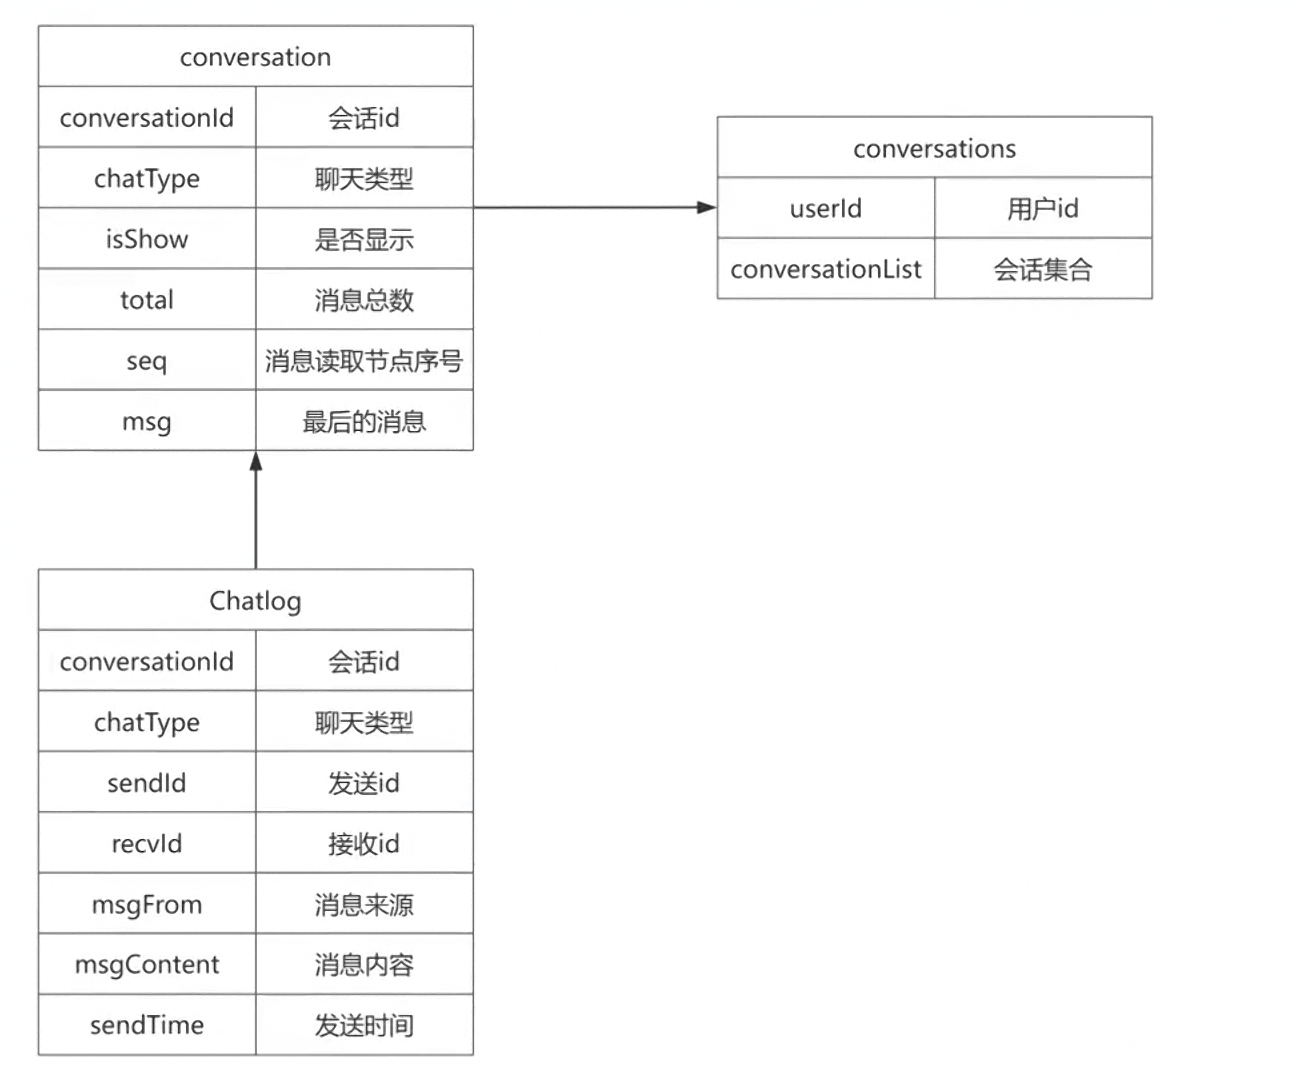 conversation
conversationId 会话id
chatType 聊天类型
isShow 是否显示
total 消息总数
seq 消息读取节点序号
msg 最后的消息
conversations
userId 用户id
conversationList 会话集合
Chatlog
conversationId 会话id
chatType 聊天类型
sendId 发送id
recvId 接收id
msgFrom 消息来源
msgContent 消息内容
sendTime 发送时间